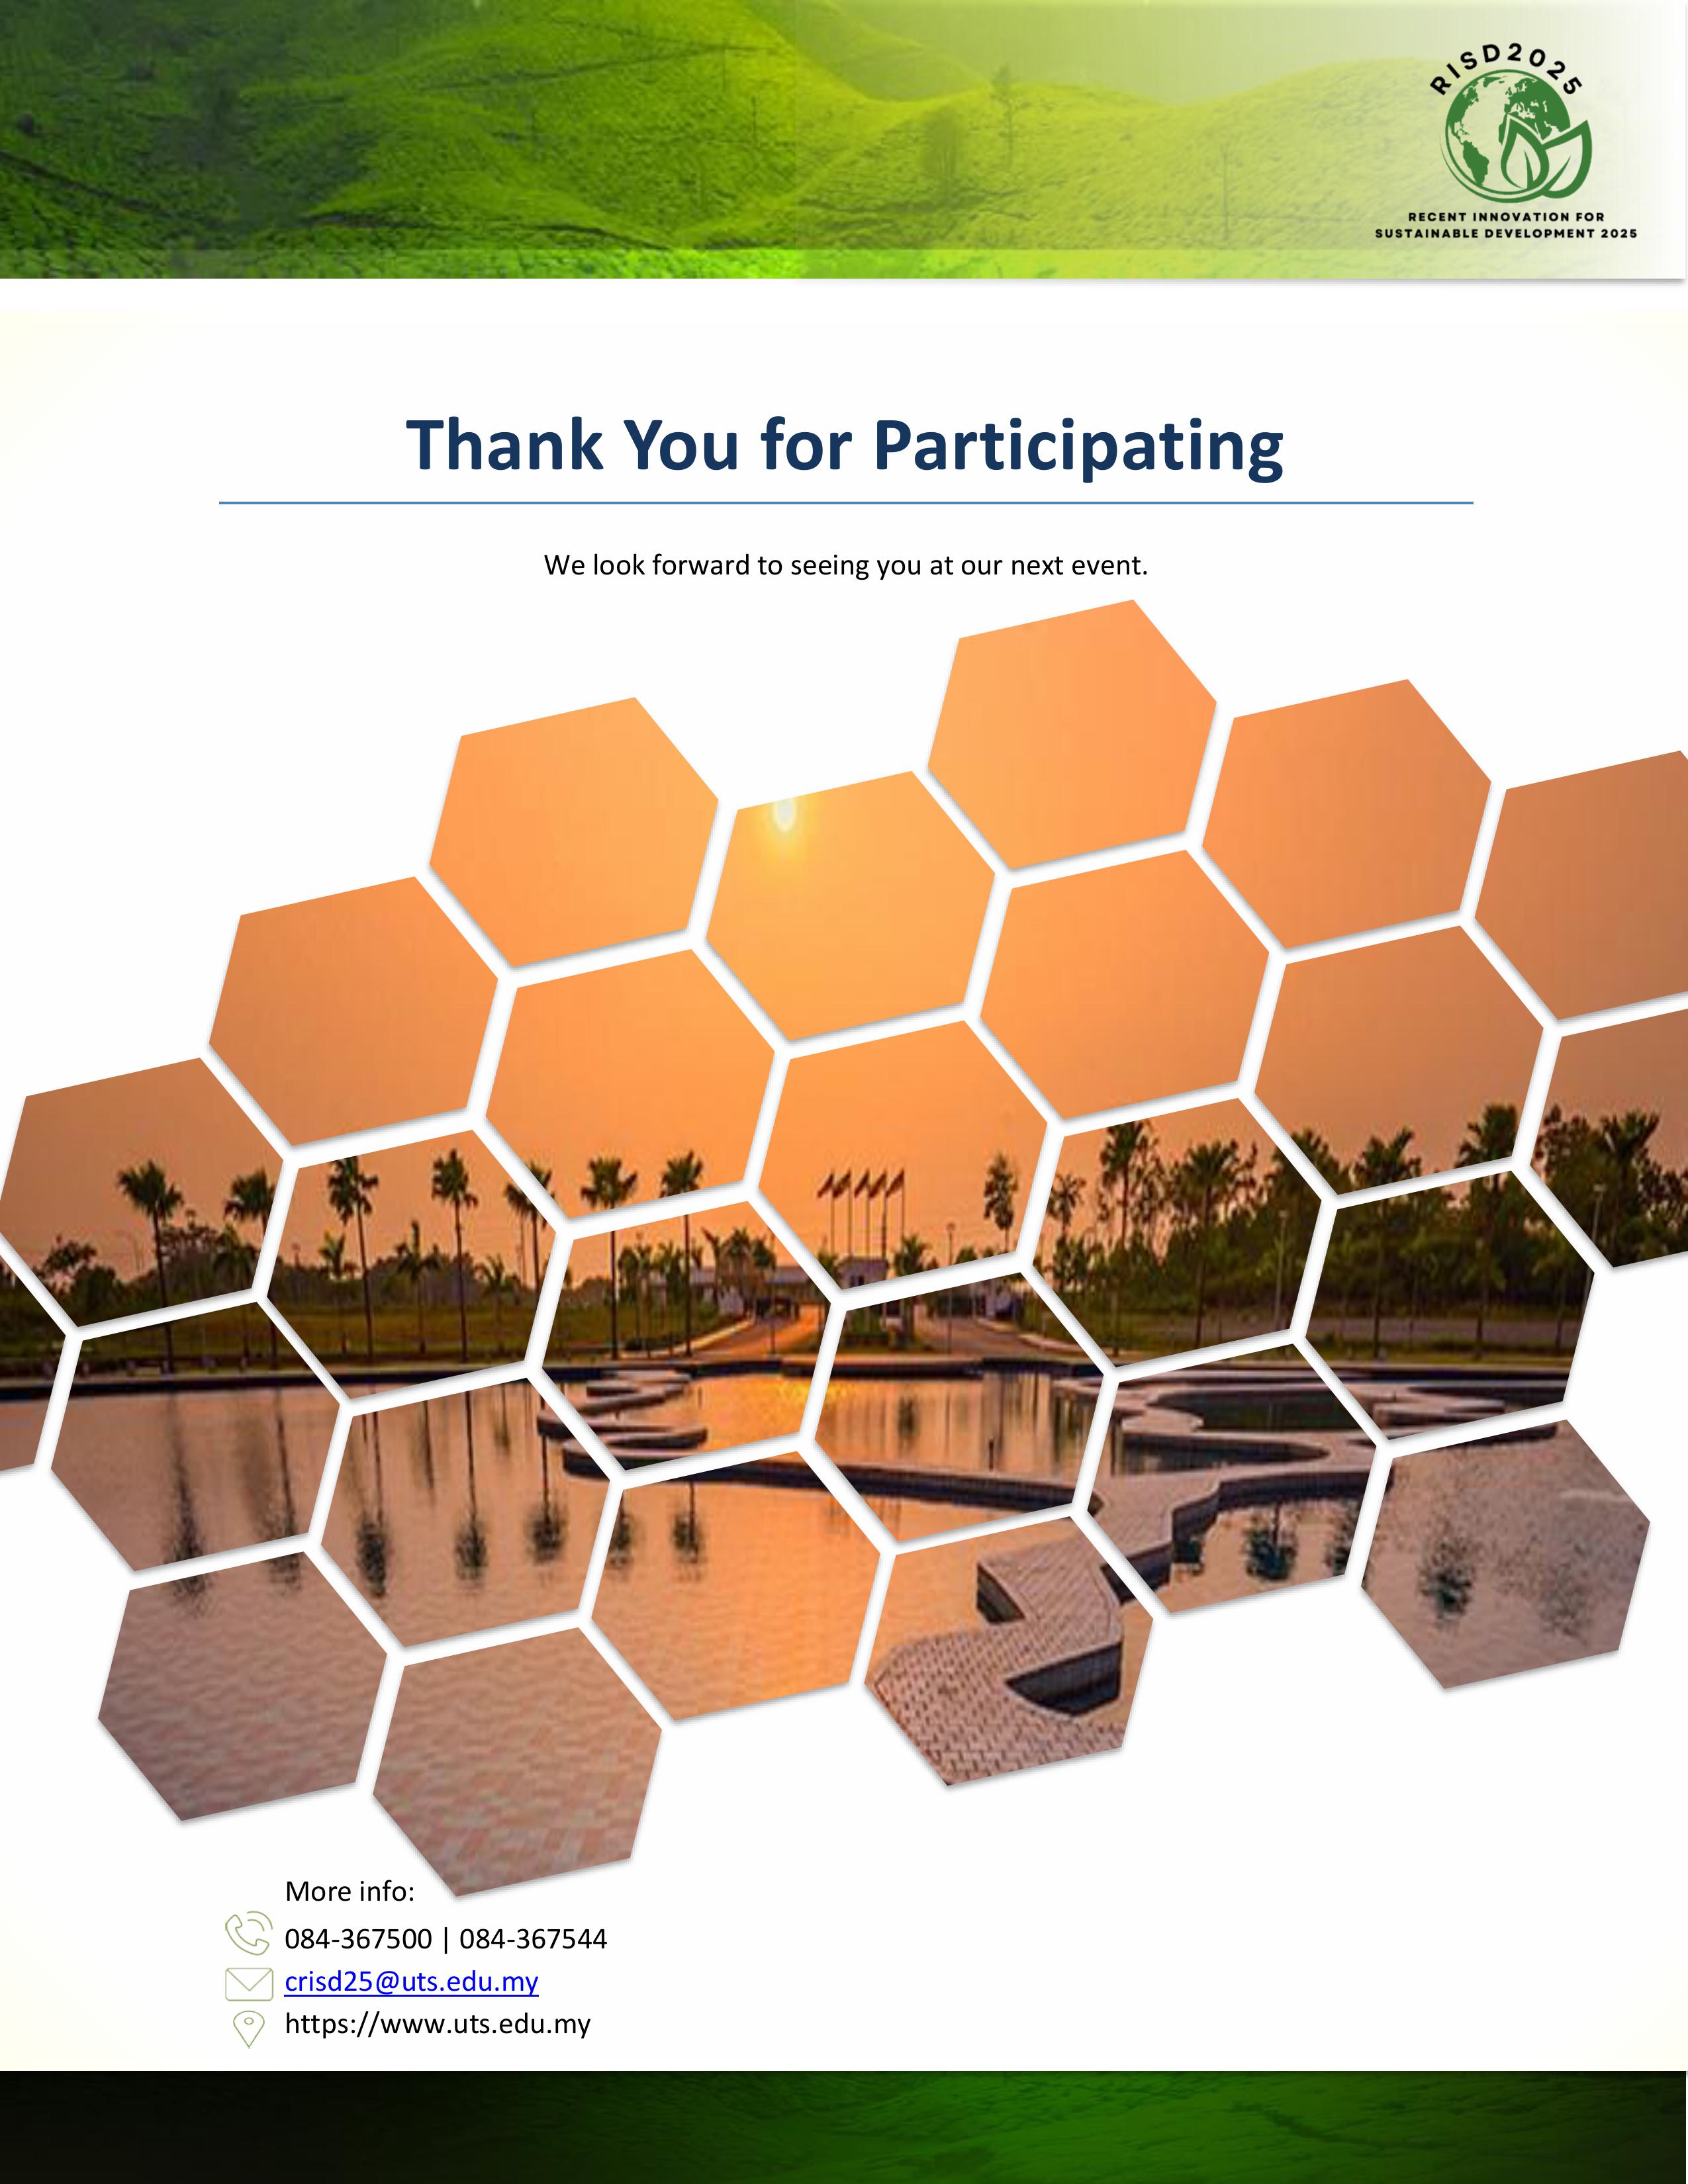 RISD2025
RECENT INNOVATION FOR
SUSTAINABLE DEVELOPMENT 2025
Thank You for Participating
We look forward to seeing you at our next event.
More info:
084-367500 | 084-367544
crisd25@uts.edu.my
https://www.uts.edu.my